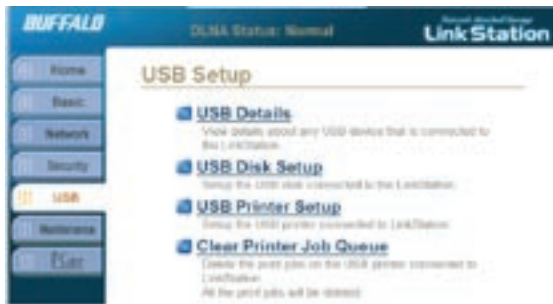 BUFFALO
DLNA Status: Normal
LinkStation
Home
Basic
Network
Security
USB
Maintenance
USB Setup
USB Details
View details about any USB device that is connected to
the LinkStation.
USB Disk Setup
Setup the USB disk connected to the LinkStation.
USB Printer Setup
Setup the USB printer connected to LinkStation.
Clear Printer Job Queue
Delete the print jobs on the USB printer connected to
LinkStation.
All the print jobs will be deleted.